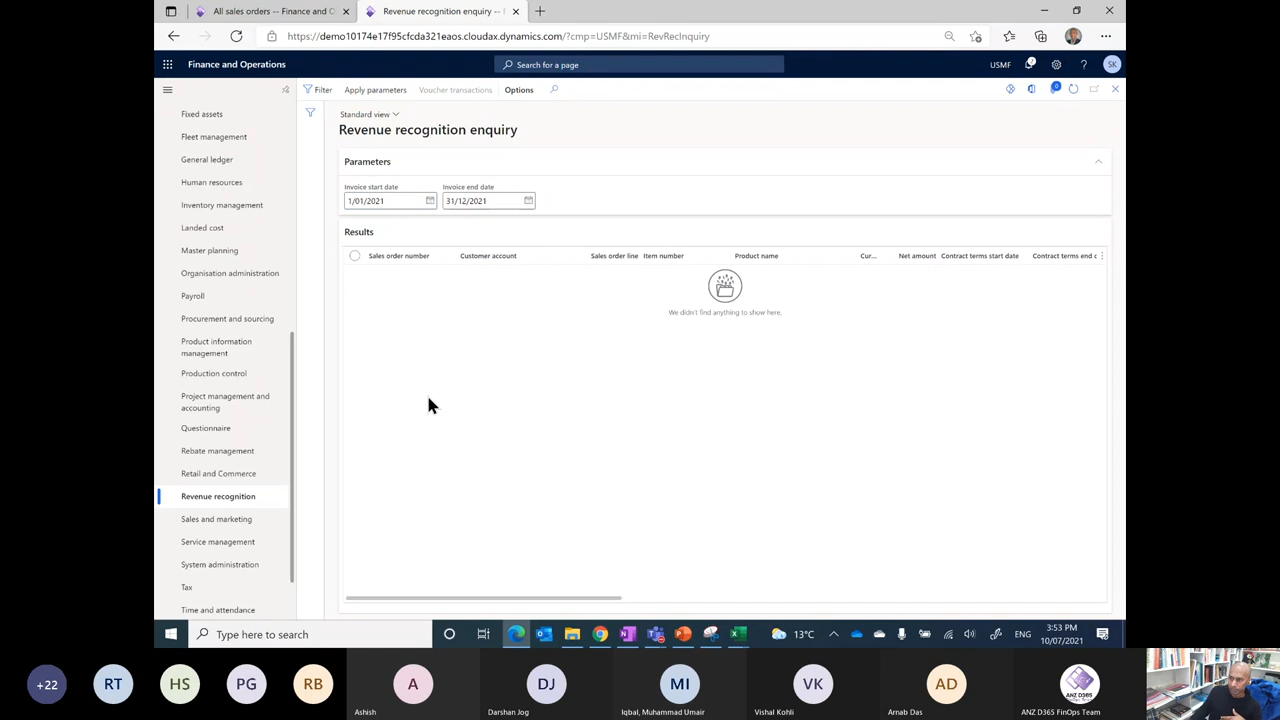 All sales orders -- Finance and O
Revenue recognition enquiry -- F
https://demo10174e17f95cfcda321eaos.cloudax.dynamics.com/?cmp=USMF&mi=RevRecInquiry
Finance and Operations
Search for a page
USMF
SK
Filter
Apply parameters
Voucher transactions
Options
0
Fixed assets
Fleet management
General ledger
Human resources
Inventory management
Landed cost
Master planning
Organisation administration
Payroll
Procurement and sourcing
Product information
management
Production control
Project management and
accounting
Questionnaire
Rebate management
Retail and Commerce
Revenue recognition
Sales and marketing
Service management
System administration
Tax
Time and attendance
Standard view
Revenue recognition enquiry
Parameters
Invoice start date
Invoice end date
1/01/2021
31/12/2021
Results
Sales order number
Customer account
Sales order line
Item number
Product name
Cur...
Net amount
Contract terms start date
Contract terms end d
We didn't find anything to show here.
Type here to search
13°C
ENG
3:53 PM
10/07/2021
+22
RT
HS
PG
RB
A
Ashish
DJ
Darshan Jog
MI
Iqbal, Muhammad Umair
VK
Vishal Kohli
AD
Arnab Das
ANZ D365
FinOps Team
ANZ D365 FinOps Team